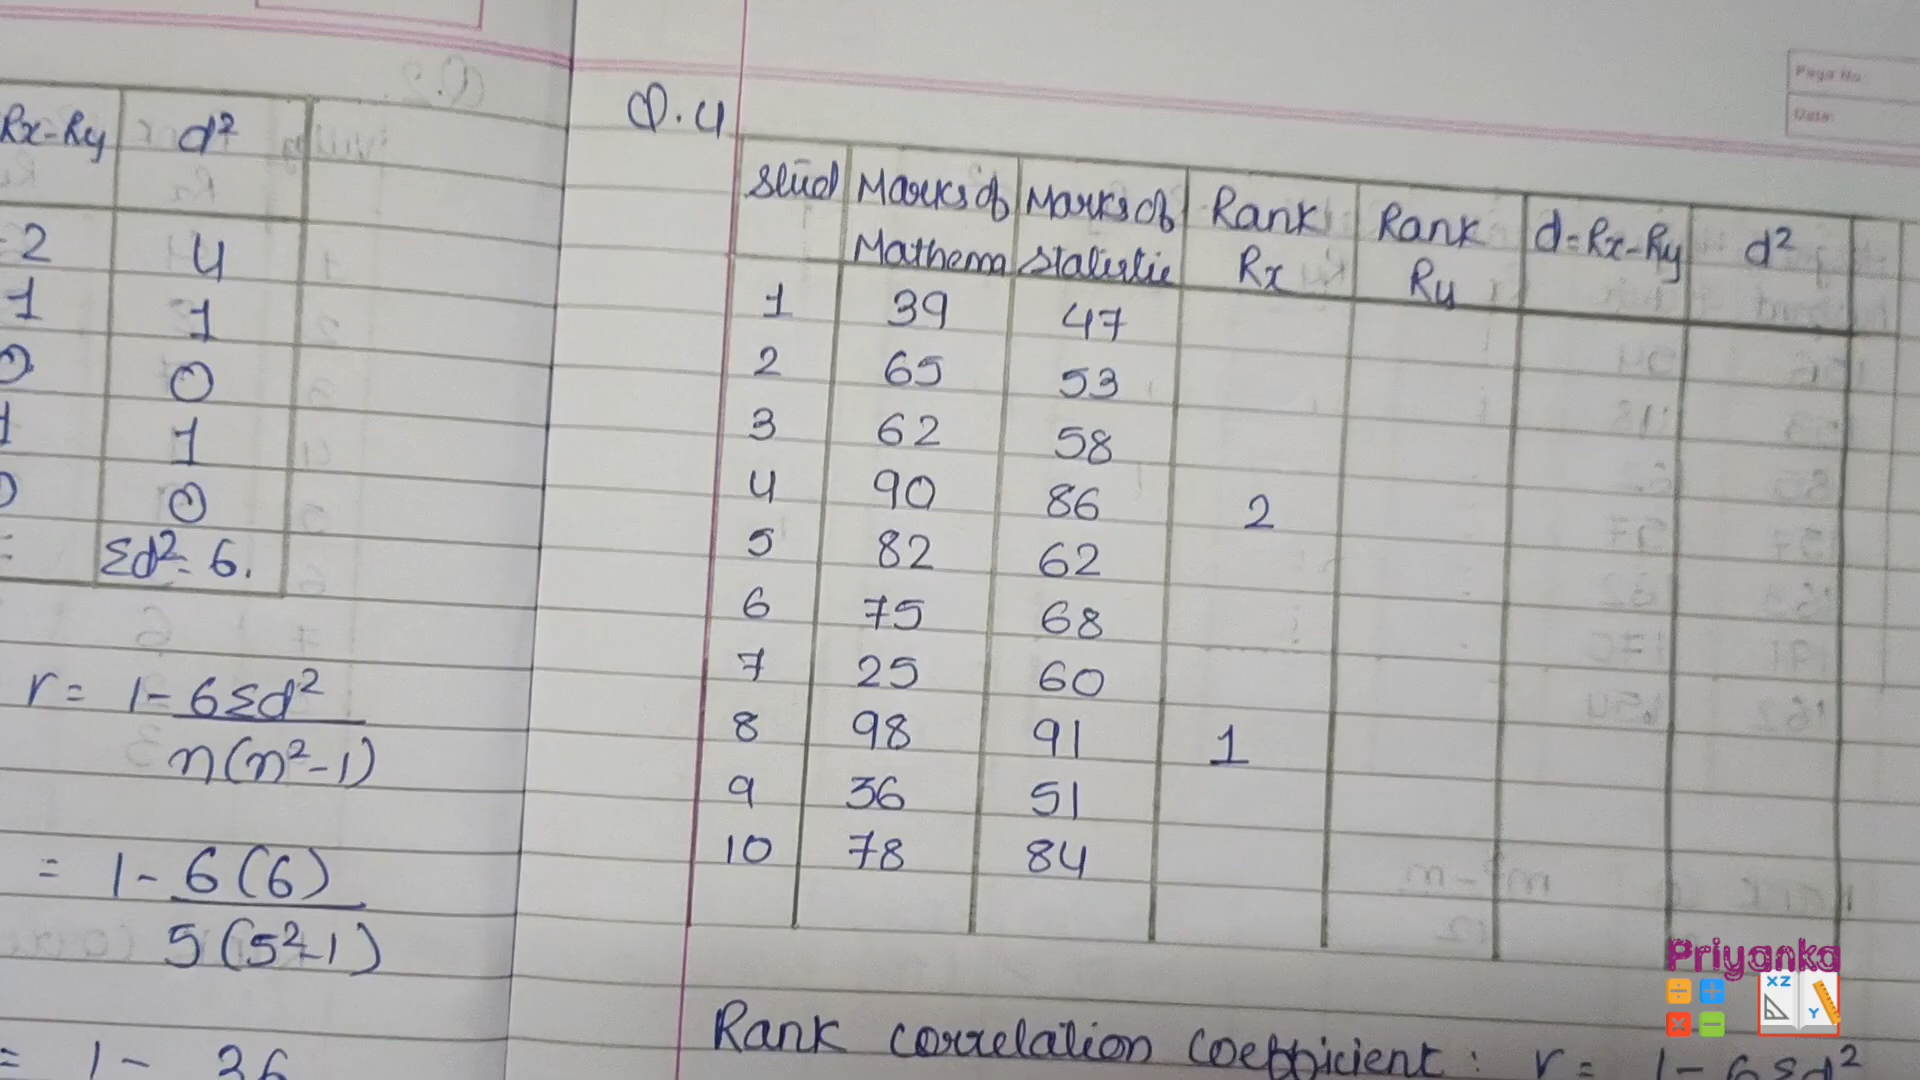 Rx-Ry d²
-2 4
1 1
0 0
1 1
0 0
= Σd²= 6.
r = 1 - 6Σd²
n(n²-1)
= 1 - 6(6)
5(5²-1)
= 1 - 36
Page No.
Date:
Q.4
Stud Marks of Marks of Rank Rank d=Rx-Ry d²
Mathema Statistic Rx Ry
1 39 47
2 65 53
3 62 58
4 90 86 2
5 82 62
6 75 68
7 25 60
8 98 91 1
9 36 51
10 78 84
Rank correlation coefficient : r = 1-6Σd²
Priyanka
XZ
Y